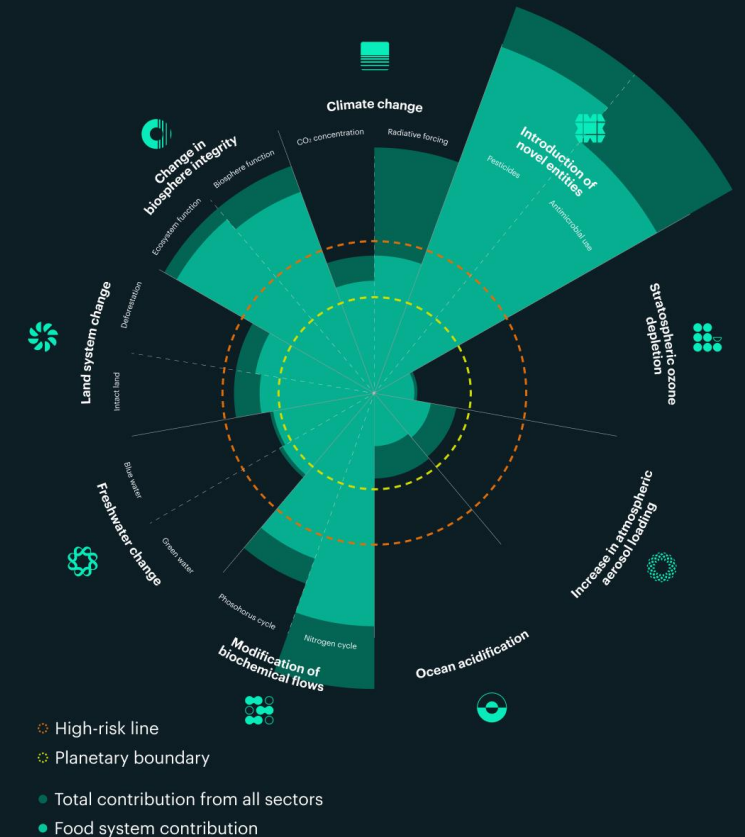 Climate change
CO₂ concentration
Radiative forcing
Introduction of
novel entities
Pesticides
Antimicrobial use
Change in
biosphere integrity
Biosphere function
Ecosystem function
Stratospheric ozone
depletion
Land system change
Deforestation
Intact land
Increase in atmospheric
aerosol loading
Freshwater change
Blue water
Green water
Ocean acidification
Phosohorus cycle
Nitrogen cycle
Modification of
biochemical flows
High-risk line
Planetary boundary
Total contribution from all sectors
Food system contribution